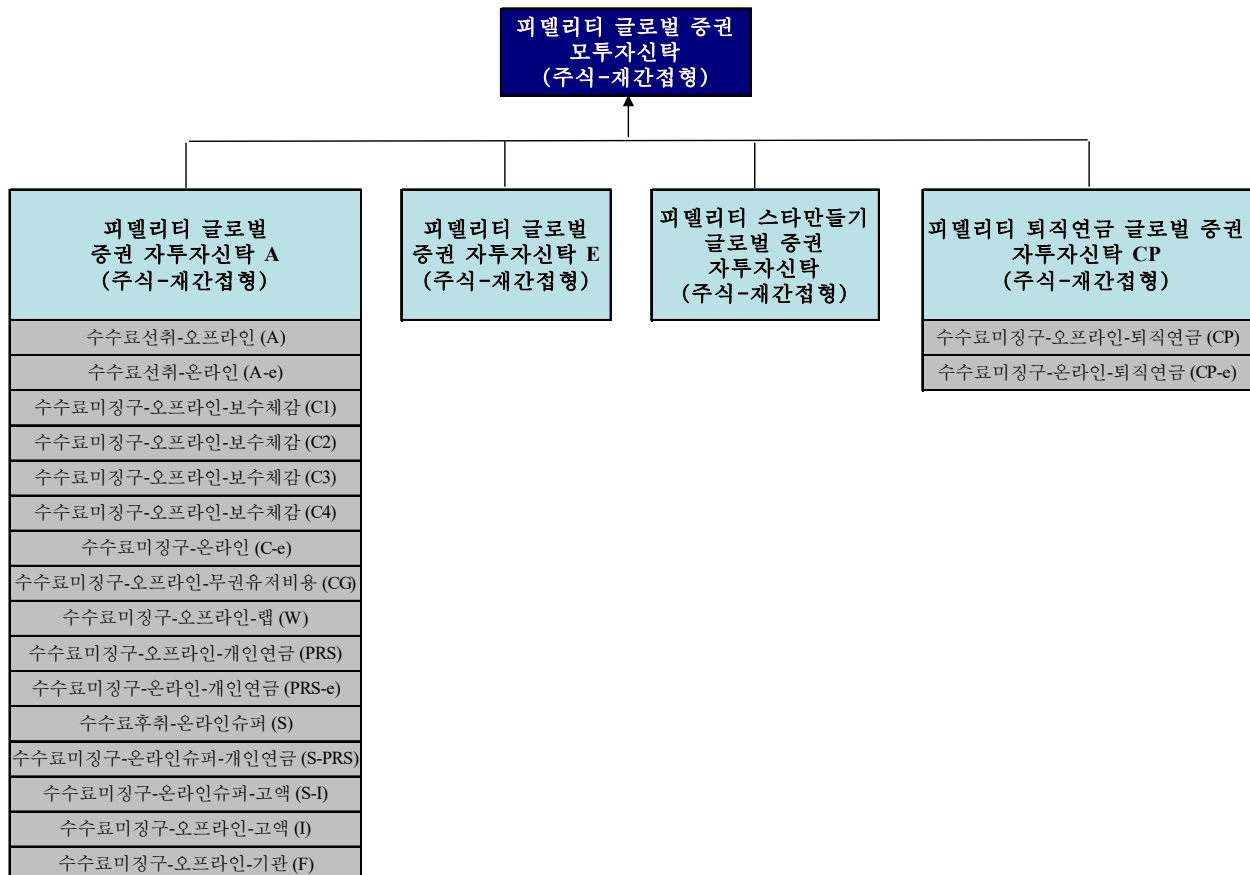 피델리티 글로벌 증권
모투자신탁
(주식-재간접형)
피델리티 글로벌
증권 자투자신탁 A
(주식-재간접형)
수수료선취-오프라인 (A)
수수료선취-온라인 (A-e)
수수료미징구-오프라인-보수체감 (C1)
수수료미징구-오프라인-보수체감 (C2)
수수료미징구-오프라인-보수체감 (C3)
수수료미징구-오프라인-보수체감 (C4)
수수료미징구-온라인 (C-e)
수수료미징구-오프라인-무권유저비용 (CG)
수수료미징구-오프라인-랩 (W)
수수료미징구-오프라인-개인연금 (PRS)
수수료미징구-온라인-개인연금 (PRS-e)
수수료후취-온라인슈퍼 (S)
수수료미징구-온라인슈퍼-개인연금 (S-PRS)
수수료미징구-온라인슈퍼-고액 (S-I)
수수료미징구-오프라인-고액 (I)
수수료미징구-오프라인-기관 (F)
피델리티 글로벌
증권 자투자신탁 E
(주식-재간접형)
피델리티 스타만들기
글로벌 증권
자투자신탁
(주식-재간접형)
피델리티 퇴직연금 글로벌 증권
자투자신탁 CP
(주식-재간접형)
수수료미징구-오프라인-퇴직연금 (CP)
수수료미징구-온라인-퇴직연금 (CP-e)